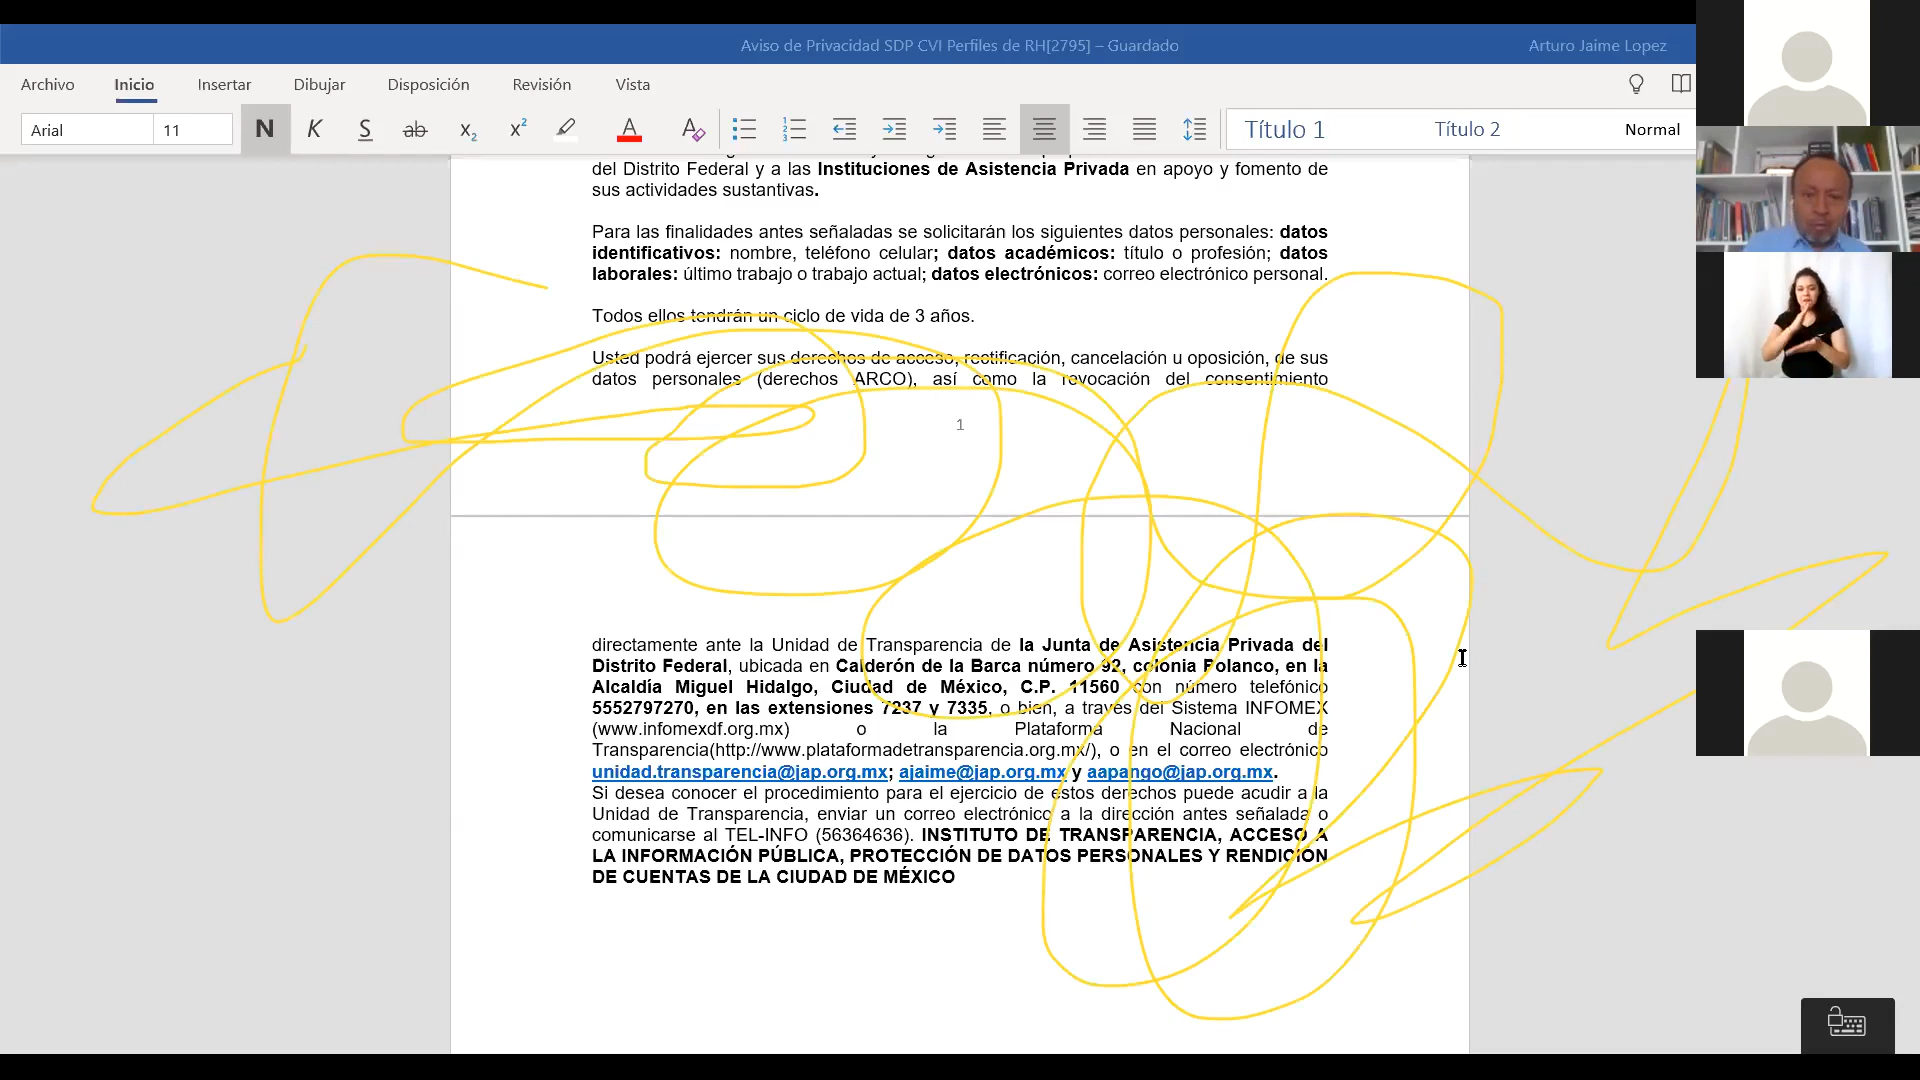 Aviso de Privacidad SDP CVI Perfiles de RH[2795] – Guardado
Arturo Jaime Lopez
Archivo Inicio Insertar Dibujar Disposición Revisión Vista
Arial 11 N K S ab x₂ x² A A Título 1 Título 2 Normal
del Distrito Federal y a las Instituciones de Asistencia Privada en apoyo y fomento de
sus actividades sustantivas.
Para las finalidades antes señaladas se solicitarán los siguientes datos personales: datos
identificativos: nombre, teléfono celular; datos académicos: título o profesión; datos
laborales: último trabajo o trabajo actual; datos electrónicos: correo electrónico personal.
Todos ellos tendrán un ciclo de vida de 3 años.
Usted podrá ejercer sus derechos de acceso, rectificación, cancelación u oposición, de sus
datos personales (derechos ARCO), así como la revocación del consentimiento
1
directamente ante la Unidad de Transparencia de la Junta de Asistencia Privada del
Distrito Federal, ubicada en Calderón de la Barca número 92, colonia Polanco, en la
Alcaldía Miguel Hidalgo, Ciudad de México, C.P. 11560 con número telefónico
5552797270, en las extensiones 7237 y 7335, o bien, a través del Sistema INFOMEX
(www.infomexdf.org.mx) o la Plataforma Nacional de
Transparencia(http://www.plataformadetransparencia.org.mx/), o en el correo electrónico
unidad.transparencia@jap.org.mx; ajaime@jap.org.mx y aapango@jap.org.mx.
Si desea conocer el procedimiento para el ejercicio de estos derechos puede acudir a la
Unidad de Transparencia, enviar un correo electrónico a la dirección antes señalada o
comunicarse al TEL-INFO (56364636). INSTITUTO DE TRANSPARENCIA, ACCESO A
LA INFORMACIÓN PÚBLICA, PROTECCIÓN DE DATOS PERSONALES Y RENDICIÓN
DE CUENTAS DE LA CIUDAD DE MÉXICO